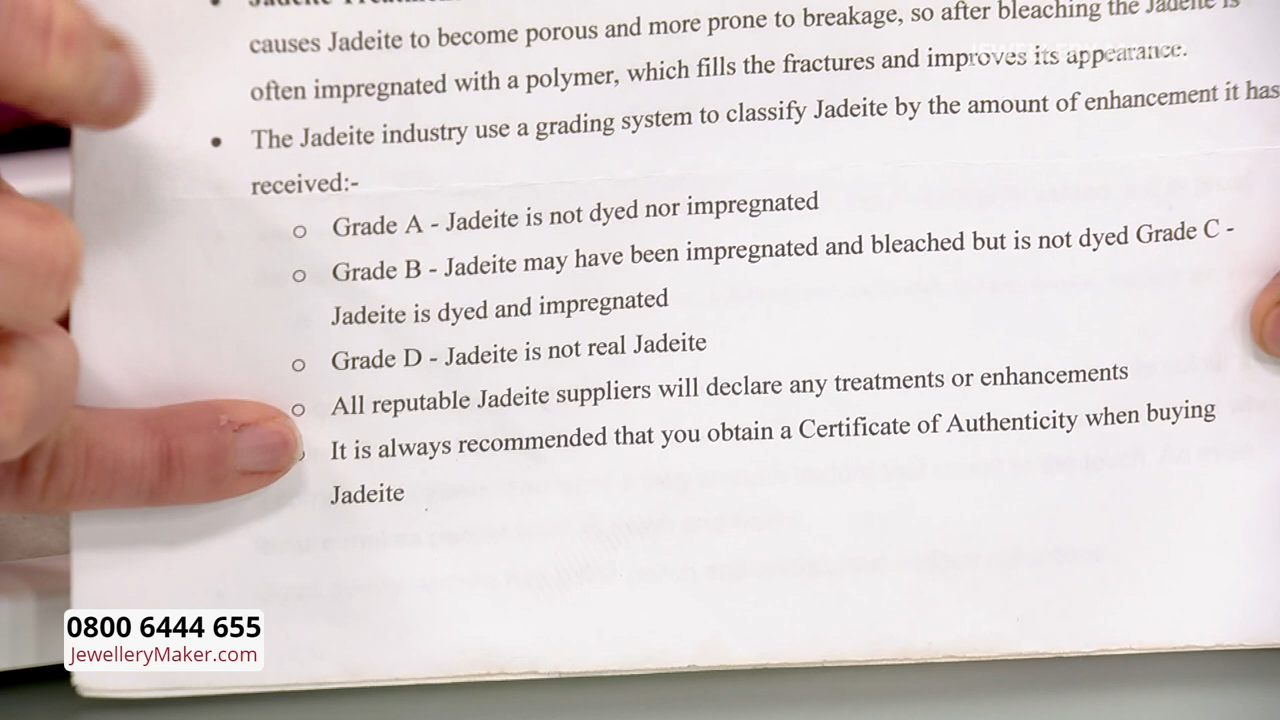 Jadeite
causes Jadeite to become porous and more prone to breakage, so after bleaching the Jadeite is
often impregnated with a polymer, which fills the fractures and improves its appearance.
• The Jadeite industry use a grading system to classify Jadeite by the amount of enhancement it has
received:-
o Grade A - Jadeite is not dyed nor impregnated
o Grade B - Jadeite may have been impregnated and bleached but is not dyed Grade C -
Jadeite is dyed and impregnated
o Grade D - Jadeite is not real Jadeite
o All reputable Jadeite suppliers will declare any treatments or enhancements
It is always recommended that you obtain a Certificate of Authenticity when buying
Jadeite
0800 6444 655
JewelleryMaker.com